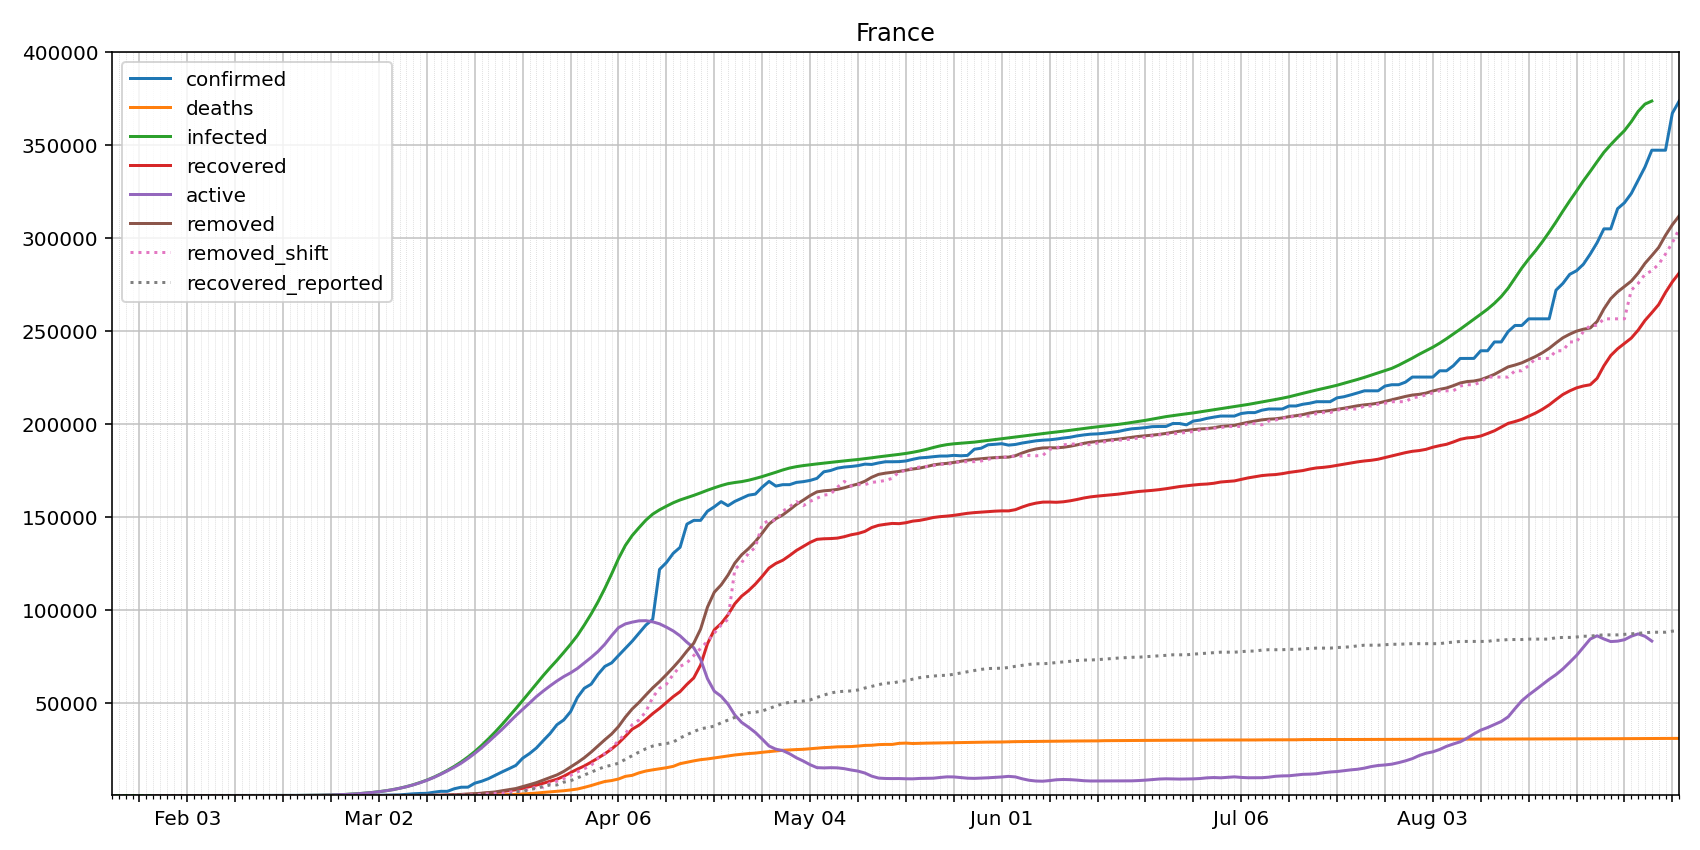 France
400000
350000
300000
250000
200000
150000
100000
50000
confirmed
deaths
infected
recovered
active
removed
removed_shift
recovered_reported
Feb 03 Mar 02 Apr 06 May 04 Jun 01 Jul 06 Aug 03